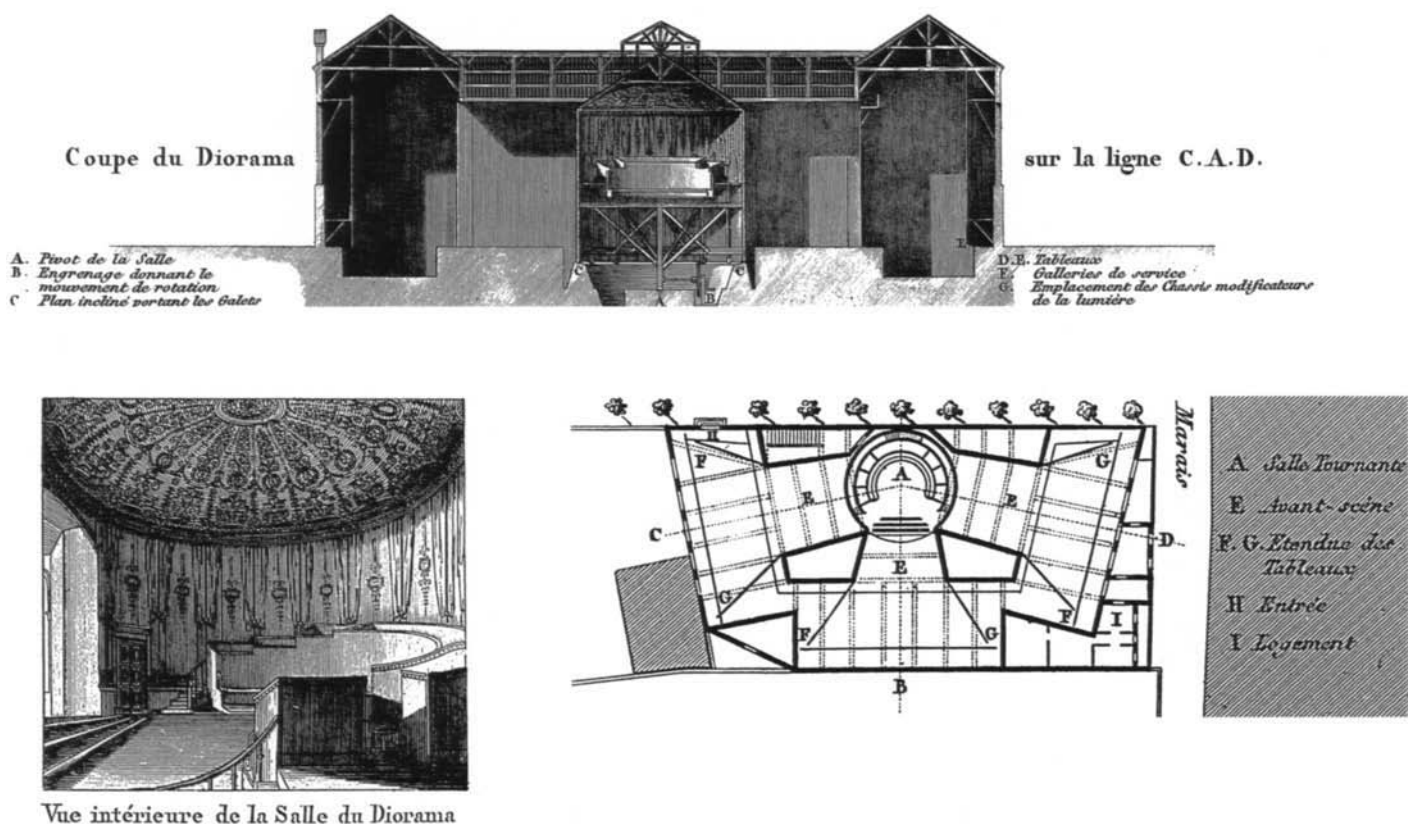 Coupe du Diorama
sur la ligne C.A.D.
A. Pivot de la Salle
B. Engrenage donnant le
mouvement de rotation
C Plan incliné portant les Galets
D.E. Tableaux
F. Galleries de service
G. Emplacement des Chassis modificateurs
de la lumière
C
C
B
E
Vue intérieure de la Salle du Diorama
Marais
H
F
G
A
E
E
C
D
E
G
F
F
G
I
B
A Salle Tournante
E Avant-scène
F.G. Etendue des
Tableaux
H Entrée
I Logement